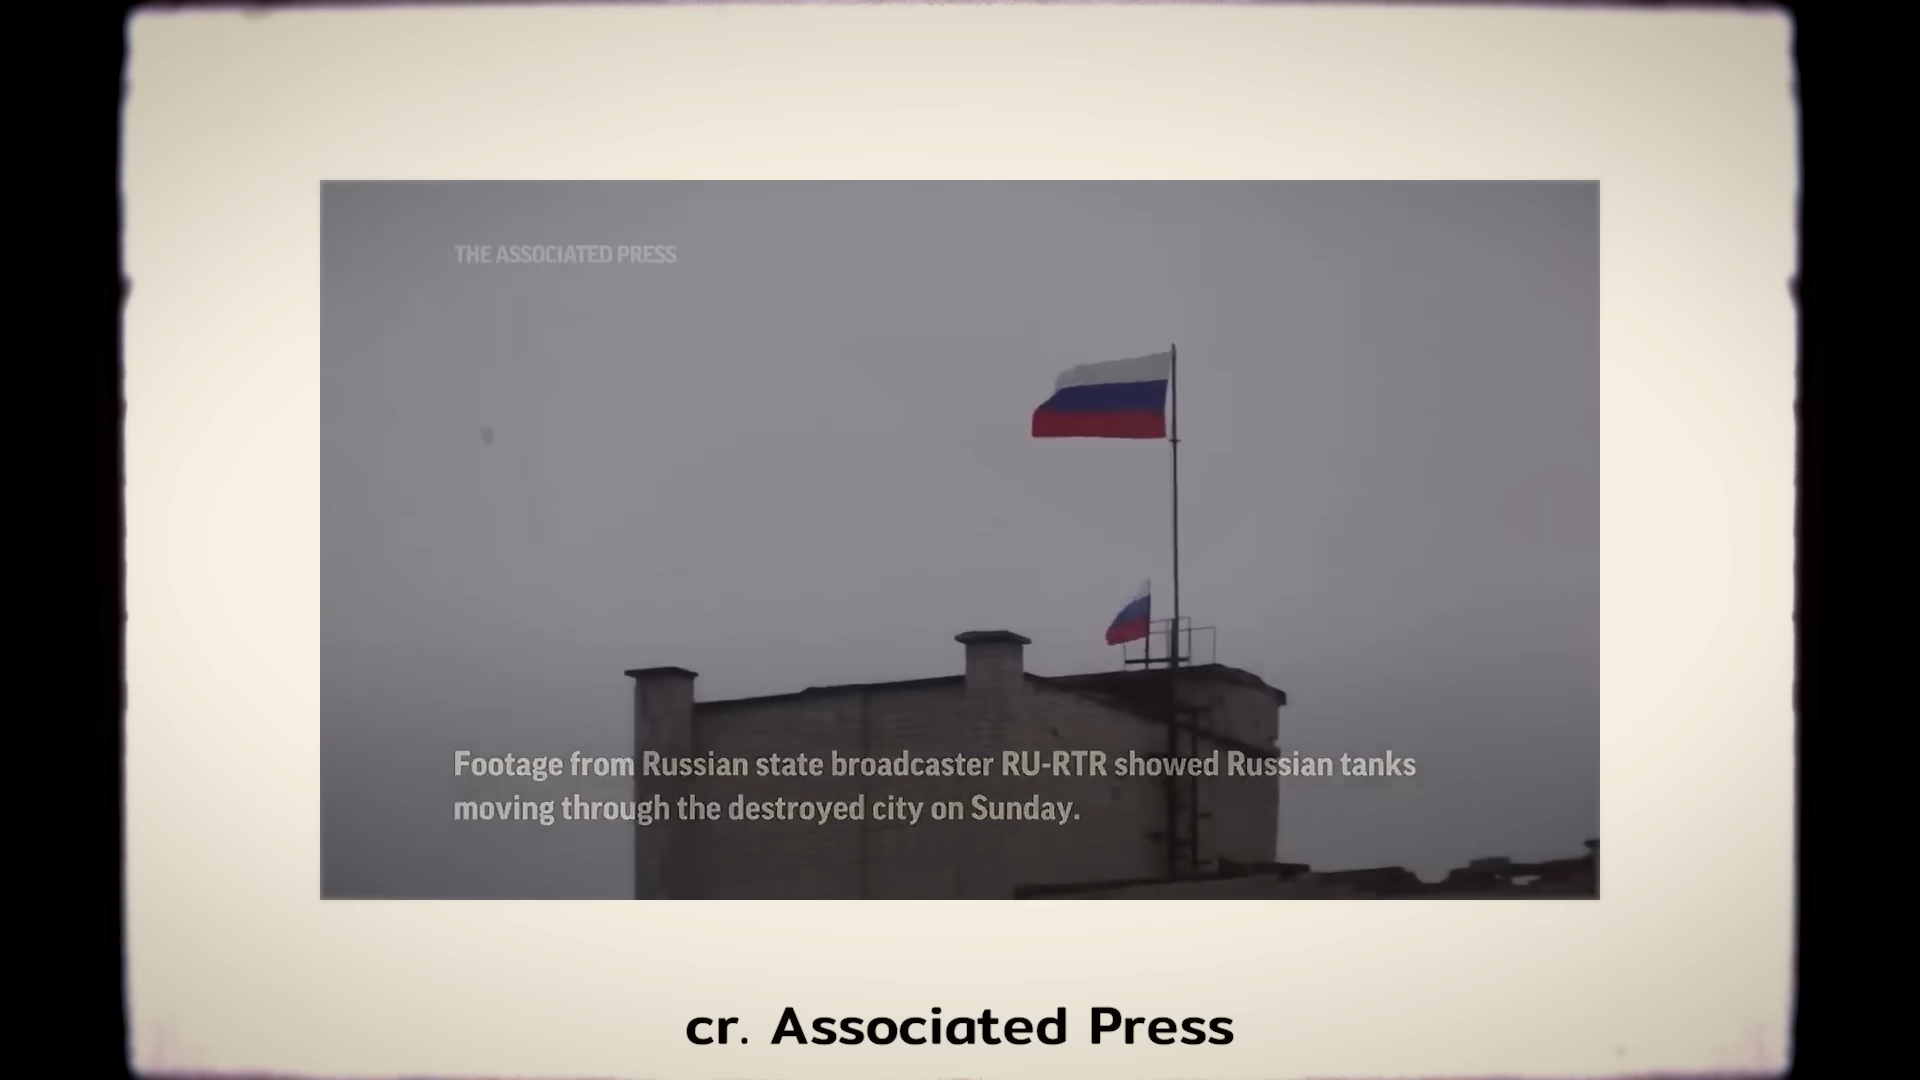 THE ASSOCIATED PRESS
Footage from Russian state broadcaster RU-RTR showed Russian tanks
moving through the destroyed city on Sunday.
cr. Associated Press